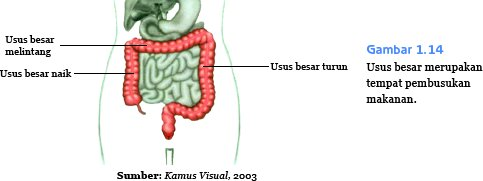 Usus besar
melintang
Usus besar naik
Usus besar turun
Gambar 1.14
Usus besar merupakan
tempat pembusukan
makanan.
Sumber: Kamus Visual, 2003